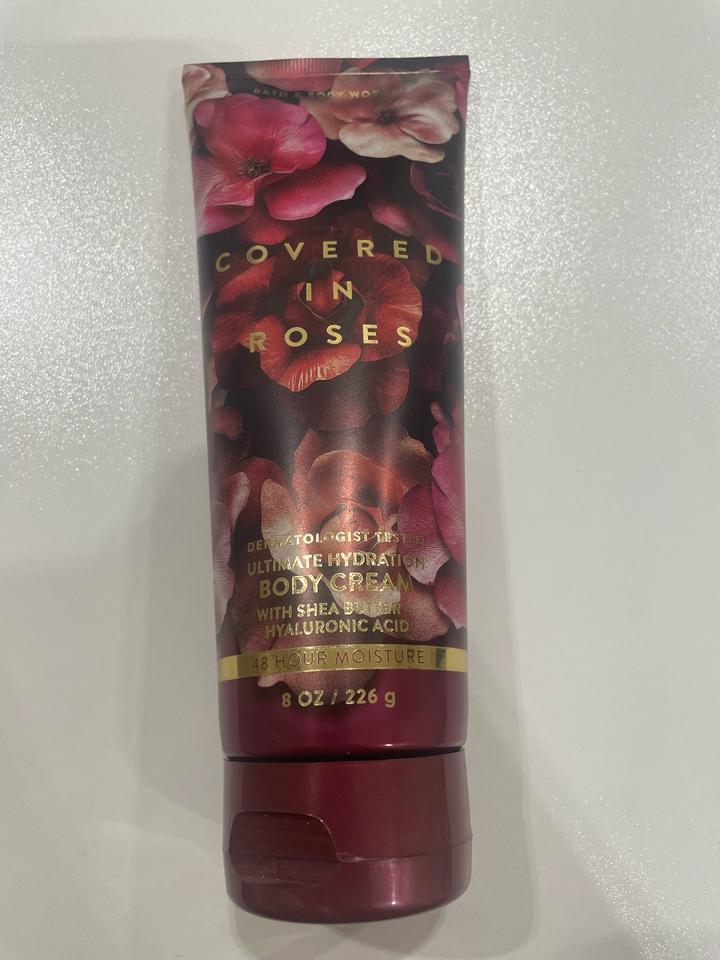 BATH & BODY WOR
COVERED
IN
ROSES
DERMATOLOGIST TESTED
ULTIMATE HYDRATION
BODY CREAM
WITH SHEA BUTTER +
HYALURONIC ACID
48 HOUR MOISTURE
8 OZ / 226 g